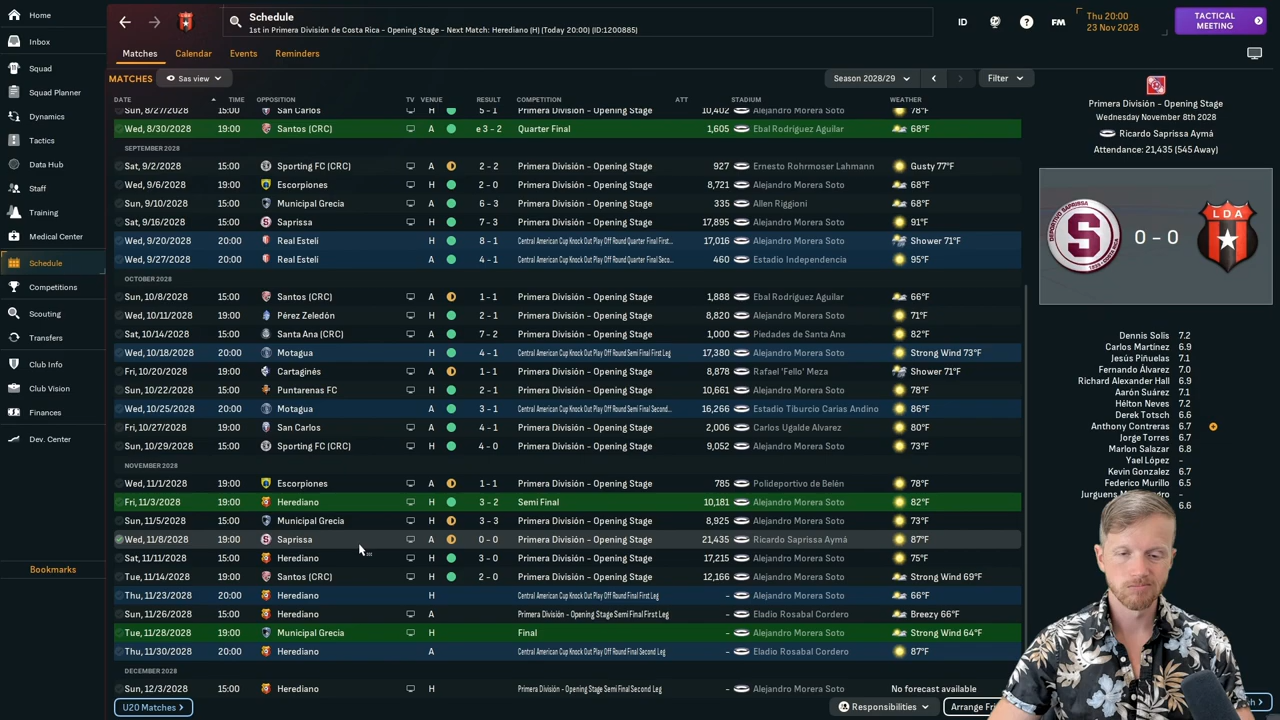 Home
Inbox
Squad
Squad Planner
Dynamics
Tactics
Data Hub
Staff
Training
Medical Center
Schedule
Competitions
Scouting
Transfers
Club Info
Club Vision
Finances
Dev. Center
Bookmarks
Schedule
1st in Primera División de Costa Rica - Opening Stage - Next Match: Herediano (H) (Today 20:00) (ID:1200885)
ID ? FM Thu 20:00 23 Nov 2028 TACTICAL MEETING
Matches Calendar Events Reminders
MATCHES Sas view Season 2028/29 Filter
DATE TIME OPPOSITION TV VENUE RESULT COMPETITION ATT STADIUM WEATHER
Sun, 8/27/2028 15:00 San Carlos H 5 - 1 Primera División - Opening Stage 10,402 Alejandro Morera Soto 78°F
Wed, 8/30/2028 19:00 Santos (CRC) A e 3 - 2 Quarter Final 1,605 Ebal Rodríguez Aguilar 68°F
SEPTEMBER 2028
Sat, 9/2/2028 15:00 Sporting FC (CRC) A 2 - 2 Primera División - Opening Stage 927 Ernesto Rohrmoser Lahmann Gusty 77°F
Wed, 9/6/2028 19:00 Escorpiones H 2 - 0 Primera División - Opening Stage 8,721 Alejandro Morera Soto 68°F
Sun, 9/10/2028 15:00 Municipal Grecia A 6 - 3 Primera División - Opening Stage 335 Allen Riggioni 68°F
Sat, 9/16/2028 15:00 Saprissa H 7 - 3 Primera División - Opening Stage 17,895 Alejandro Morera Soto 91°F
Wed, 9/20/2028 20:00 Real Estelí H 8 - 1 Central American Cup Knock Out Play Off Round Quarter Final First... 17,016 Alejandro Morera Soto Shower 71°F
Wed, 9/27/2028 20:00 Real Estelí A 4 - 1 Central American Cup Knock Out Play Off Round Quarter Final Seco... 460 Estadio Independencia 95°F
OCTOBER 2028
Sun, 10/8/2028 15:00 Santos (CRC) A 1 - 1 Primera División - Opening Stage 1,888 Ebal Rodríguez Aguilar 66°F
Wed, 10/11/2028 19:00 Pérez Zeledón H 2 - 1 Primera División - Opening Stage 8,820 Alejandro Morera Soto 71°F
Sat, 10/14/2028 15:00 Santa Ana (CRC) A 7 - 2 Primera División - Opening Stage 1,000 Piedades de Santa Ana 82°F
Wed, 10/18/2028 20:00 Motagua H 4 - 1 Central American Cup Knock Out Play Off Round Semi Final First Leg 17,380 Alejandro Morera Soto Strong Wind 73°F
Fri, 10/20/2028 19:00 Cartaginés A 1 - 1 Primera División - Opening Stage 8,878 Rafael 'Fello' Meza Shower 71°F
Sun, 10/22/2028 15:00 Puntarenas FC H 2 - 1 Primera División - Opening Stage 10,661 Alejandro Morera Soto 78°F
Wed, 10/25/2028 20:00 Motagua A 3 - 1 Central American Cup Knock Out Play Off Round Semi Final Second... 16,266 Estadio Tiburcio Carias Andino 86°F
Fri, 10/27/2028 19:00 San Carlos A 4 - 1 Primera División - Opening Stage 2,006 Carlos Ugalde Alvarez 80°F
Sun, 10/29/2028 15:00 Sporting FC (CRC) H 4 - 0 Primera División - Opening Stage 9,052 Alejandro Morera Soto 73°F
NOVEMBER 2028
Wed, 11/1/2028 19:00 Escorpiones A 1 - 1 Primera División - Opening Stage 785 Polideportivo de Belén 78°F
Fri, 11/3/2028 19:00 Herediano H 3 - 2 Semi Final 10,181 Alejandro Morera Soto 82°F
Sun, 11/5/2028 15:00 Municipal Grecia H 3 - 3 Primera División - Opening Stage 8,925 Alejandro Morera Soto 73°F
Wed, 11/8/2028 19:00 Saprissa A 0 - 0 Primera División - Opening Stage 21,435 Ricardo Saprissa Aymá 87°F
Sat, 11/11/2028 15:00 Herediano H 3 - 0 Primera División - Opening Stage 17,215 Alejandro Morera Soto 75°F
Tue, 11/14/2028 19:00 Santos (CRC) H 2 - 0 Primera División - Opening Stage 12,166 Alejandro Morera Soto Strong Wind 69°F
Thu, 11/23/2028 20:00 Herediano H Central American Cup Knock Out Play Off Round Final First Leg - Alejandro Morera Soto 66°F
Sun, 11/26/2028 15:00 Herediano A Primera División - Opening Stage Semi Final First Leg - Eladio Rosabal Cordero Breezy 66°F
Tue, 11/28/2028 19:00 Municipal Grecia H Final - Alejandro Morera Soto Strong Wind 64°F
Thu, 11/30/2028 20:00 Herediano A Central American Cup Knock Out Play Off Round Final Second Leg - Eladio Rosabal Cordero 87°F
DECEMBER 2028
Sun, 12/3/2028 15:00 Herediano H Primera División - Opening Stage Semi Final Second Leg - Alejandro Morera Soto No forecast available
U20 Matches > Responsibilities Arrange Fri
Primera División - Opening Stage
Wednesday November 8th 2028
Ricardo Saprissa Aymá
Attendance: 21,435 (545 Away)
DEPORTIVO SAPRISSA S 0 - 0 LDA
Dennis Solis 7.2
Carlos Martínez 6.9
Jesús Piñuelas 7.1
Fernando Álvarez 7.0
Richard Alexander Hall 6.9
Aarón Suárez 7.1
Hélton Neves 7.2
Derek Totsch 6.6
Anthony Contreras 6.7
Jorge Torres 6.7
Marlon Salazar 6.8
Yael López -
Kevin Gonzalez 6.7
Federico Murillo 6.5
Jurguens -
6.6